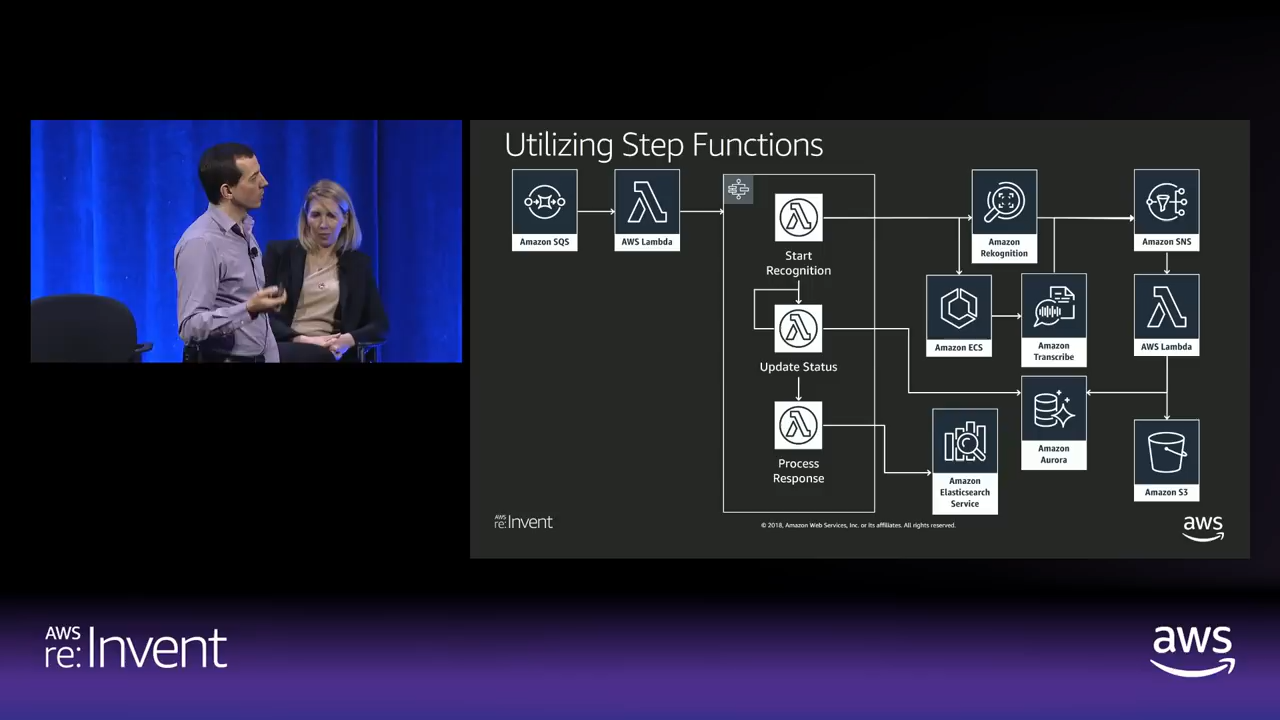 Utilizing Step Functions
Amazon SQS
AWS Lambda
Start
Recognition
Update Status
Process
Response
Amazon
Rekognition
Amazon SNS
Amazon ECS
Amazon
Transcribe
AWS Lambda
Amazon
Aurora
Amazon
Elasticsearch
Service
Amazon S3
AWS
re:Invent
© 2018, Amazon Web Services, Inc. or its affiliates. All rights reserved.
aws
AWS
re:Invent
aws